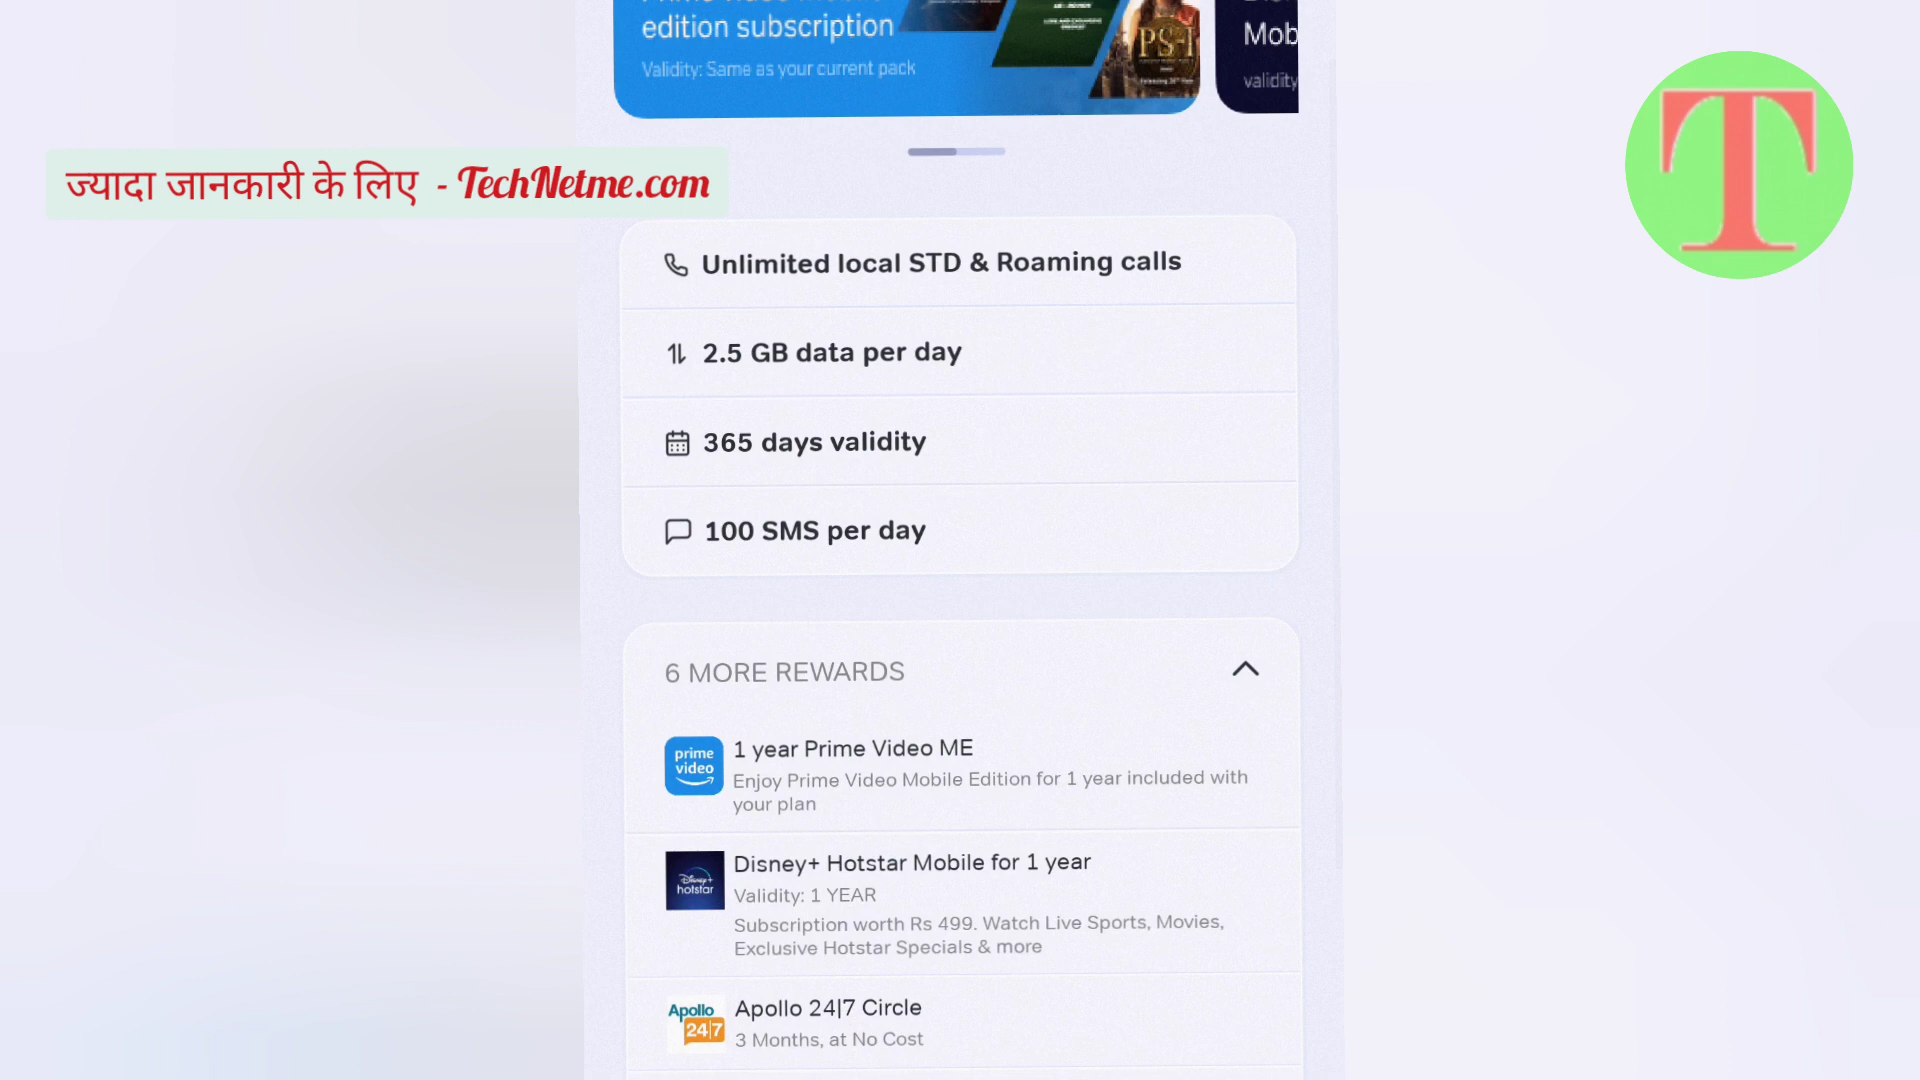 edition subscription
Validity: Same as your current pack
PS-I
Mob
validity
ज्यादा जानकारी के लिए - TechNetme.com
T
Unlimited local STD & Roaming calls
2.5 GB data per day
365 days validity
100 SMS per day
6 MORE REWARDS
prime
video
1 year Prime Video ME
Enjoy Prime Video Mobile Edition for 1 year included with
your plan
Disney+
hotstar
Disney+ Hotstar Mobile for 1 year
Validity: 1 YEAR
Subscription worth Rs 499. Watch Live Sports, Movies,
Exclusive Hotstar Specials & more
Apollo
24|7
Apollo 24|7 Circle
3 Months, at No Cost